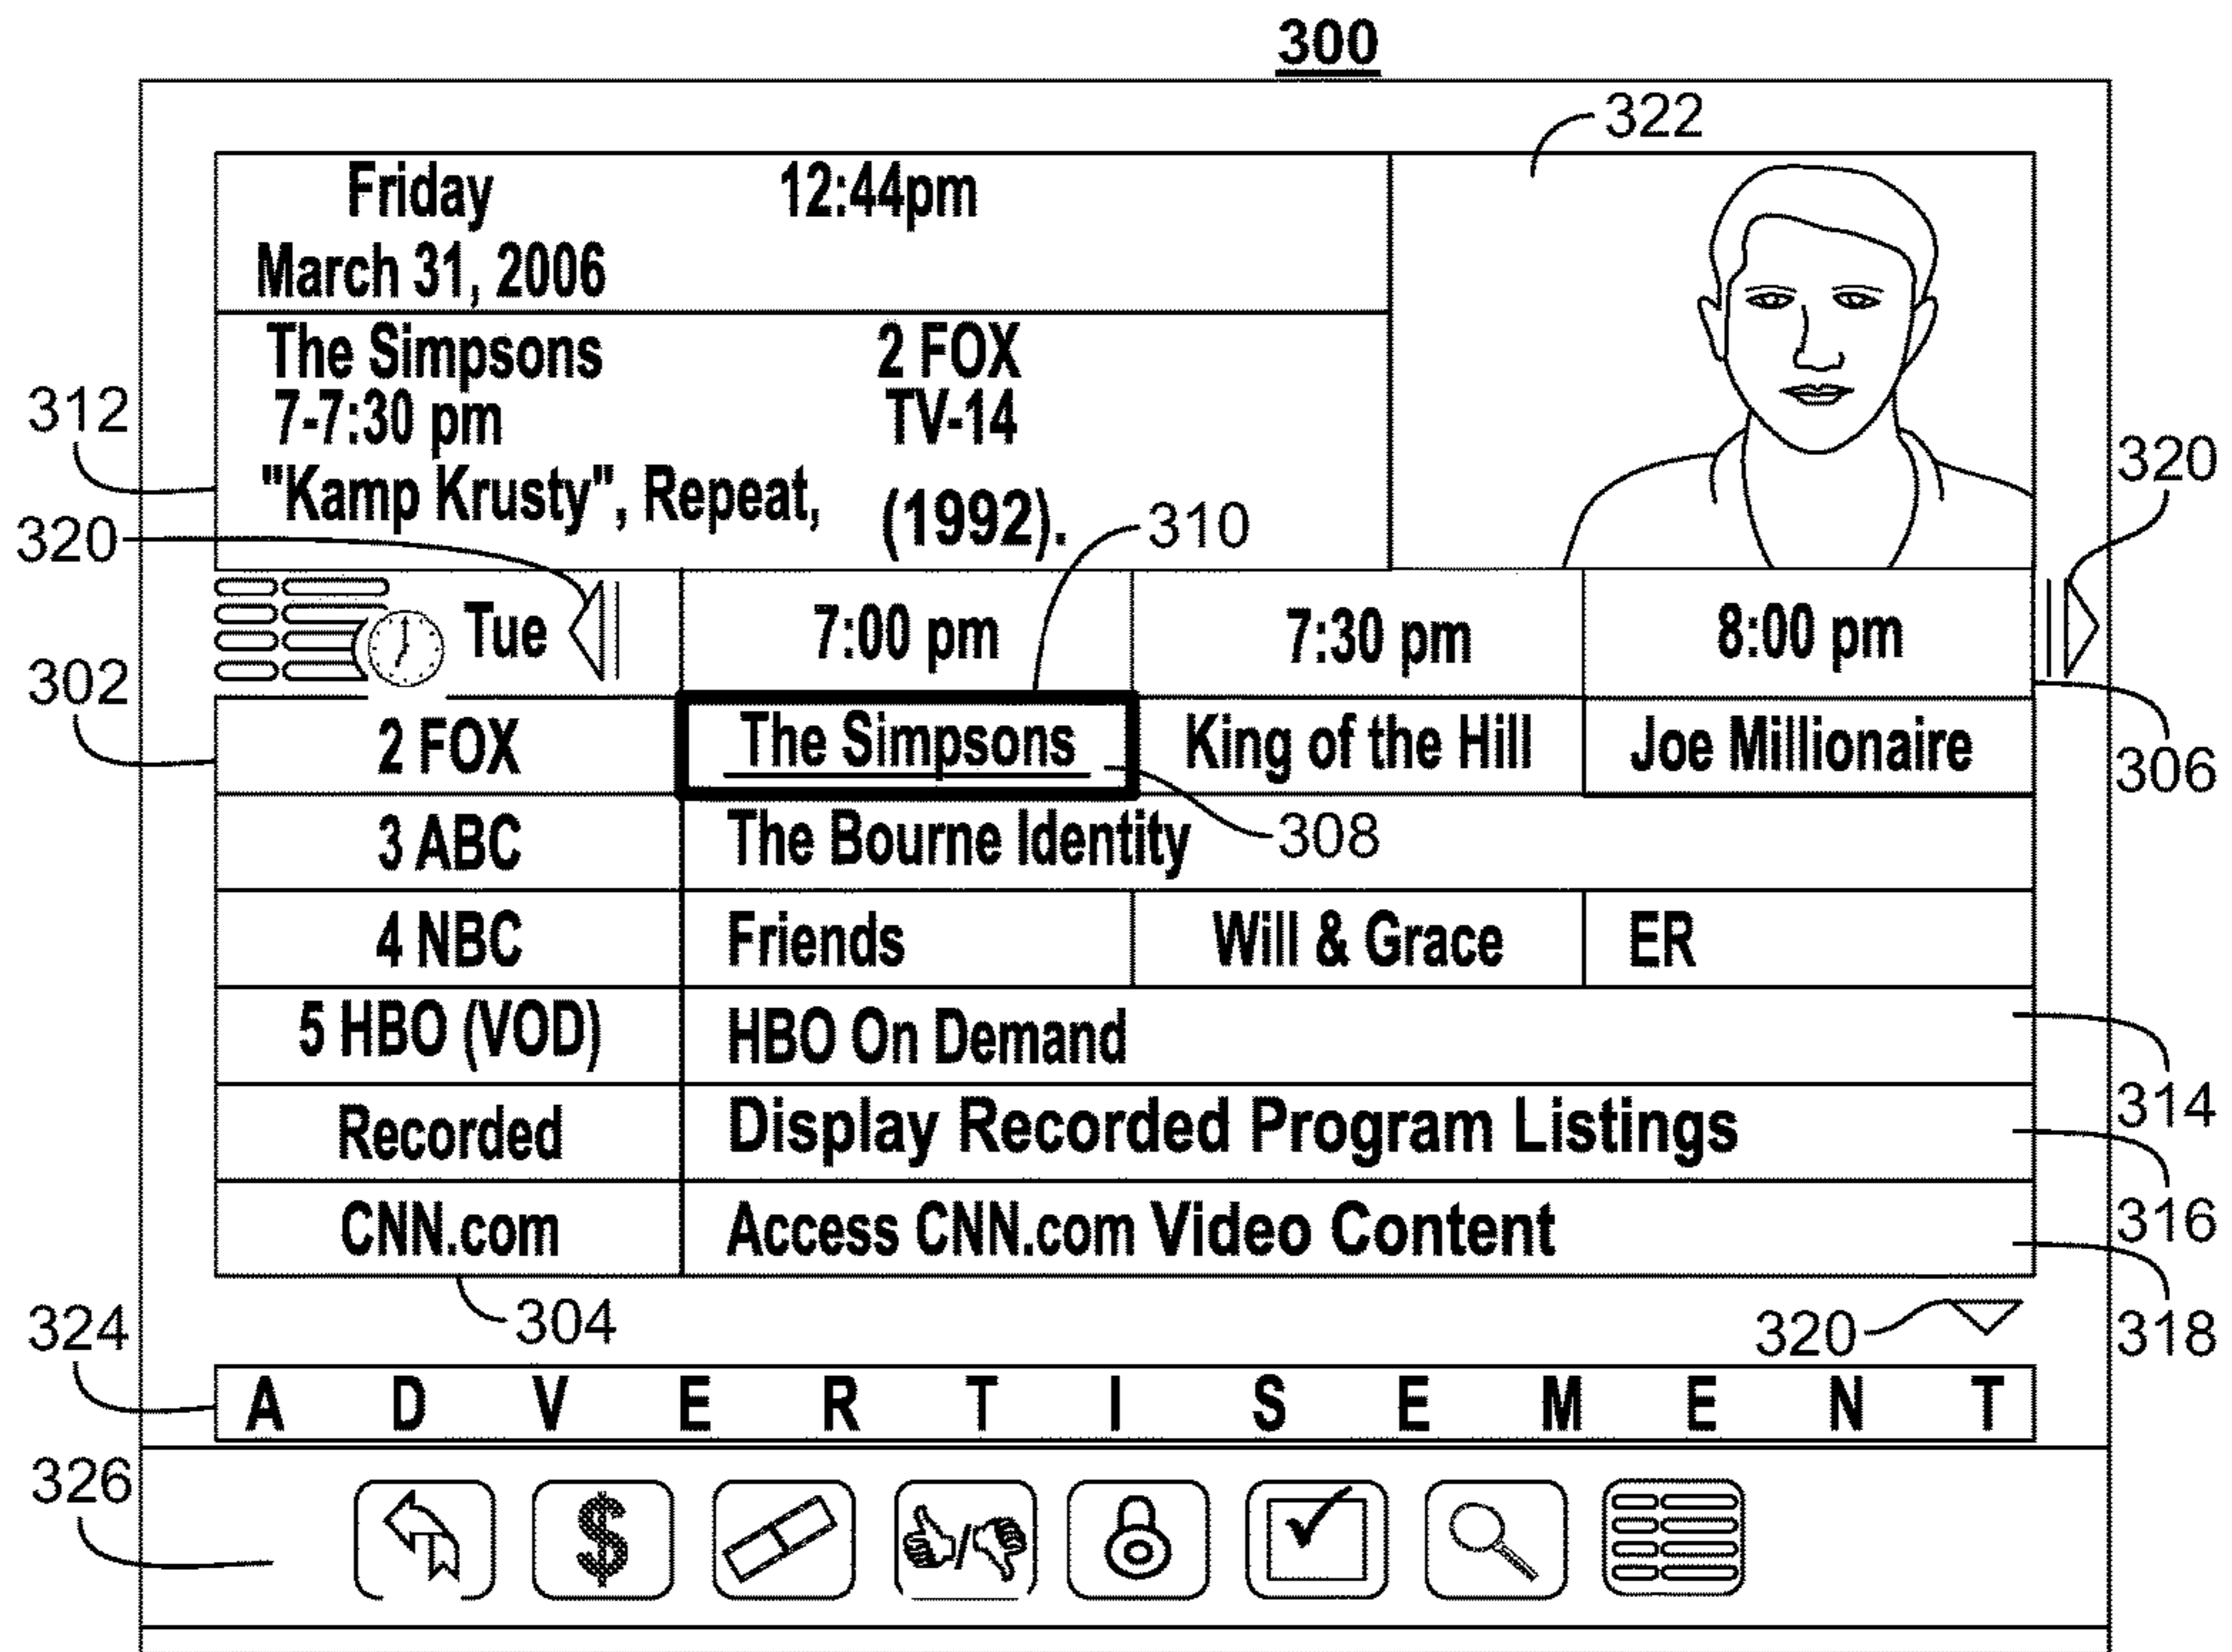 300
322
Friday 12:44pm
March 31, 2006
The Simpsons 2 FOX
312
7-7:30 pm TV-14
320
"Kamp Krusty", Repeat, (1992).
310
320
Tue 7:00 pm 7:30 pm 8:00 pm
302
2 FOX The Simpsons King of the Hill Joe Millionaire
306
3 ABC The Bourne Identity
308
4 NBC Friends Will & Grace ER
5 HBO (VOD) HBO On Demand
314
Recorded Display Recorded Program Listings
316
CNN.com Access CNN.com Video Content
304
320
318
324
A D V E R T I S E M E N T
326
$
/